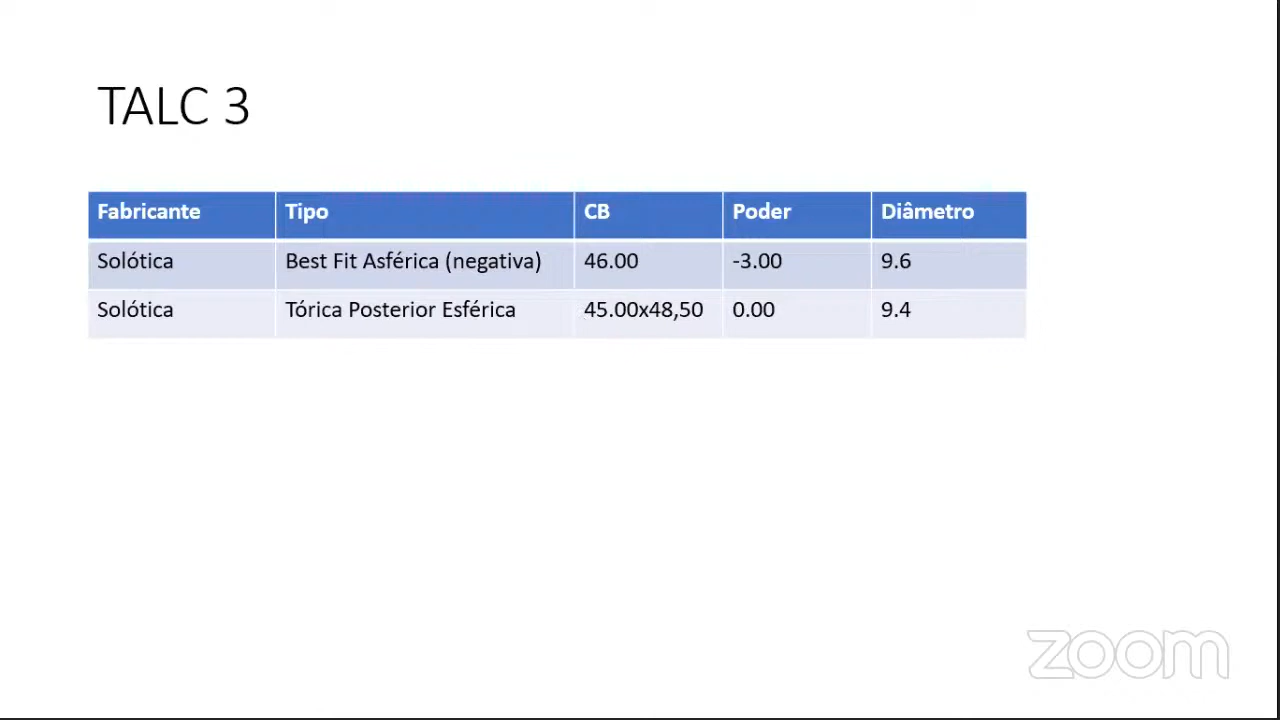 TALC 3
Fabricante Tipo CB Poder Diâmetro
Solótica Best Fit Asférica (negativa) 46.00 -3.00 9.6
Solótica Tórica Posterior Esférica 45.00x48,50 0.00 9.4
zoom